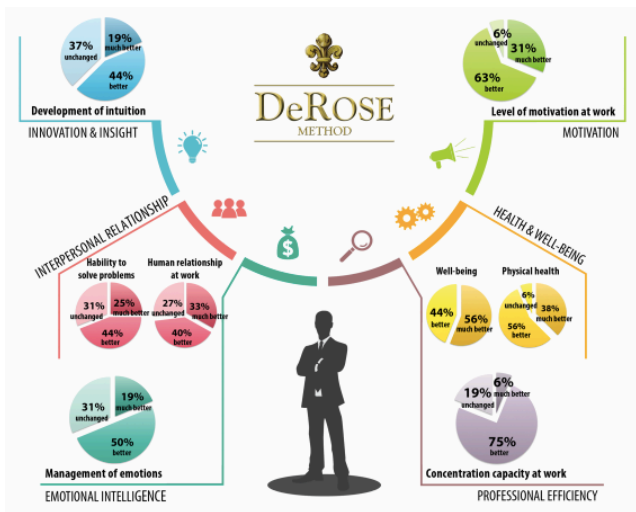 37%
unchanged
19%
much better
44%
better
Development of intuition
INNOVATION & INSIGHT
DeROSE
METHOD
6%
unchanged
31%
much better
63%
better
Level of motivation at work
MOTIVATION
INTERPERSONAL RELATIONSHIP
Hability to
solve problems
31%
unchanged
25%
much better
44%
better
Human relationship
at work
27%
unchanged
33%
much better
40%
better
$
HEALTH & WELL-BEING
Well-being
44%
better
56%
much better
Physical health
6%
unchanged
38%
much better
56%
better
31%
unchanged
19%
much better
50%
better
Management of emotions
EMOTIONAL INTELLIGENCE
19%
unchanged
6%
much better
75%
better
Concentration capacity at work
PROFESSIONAL EFFICIENCY